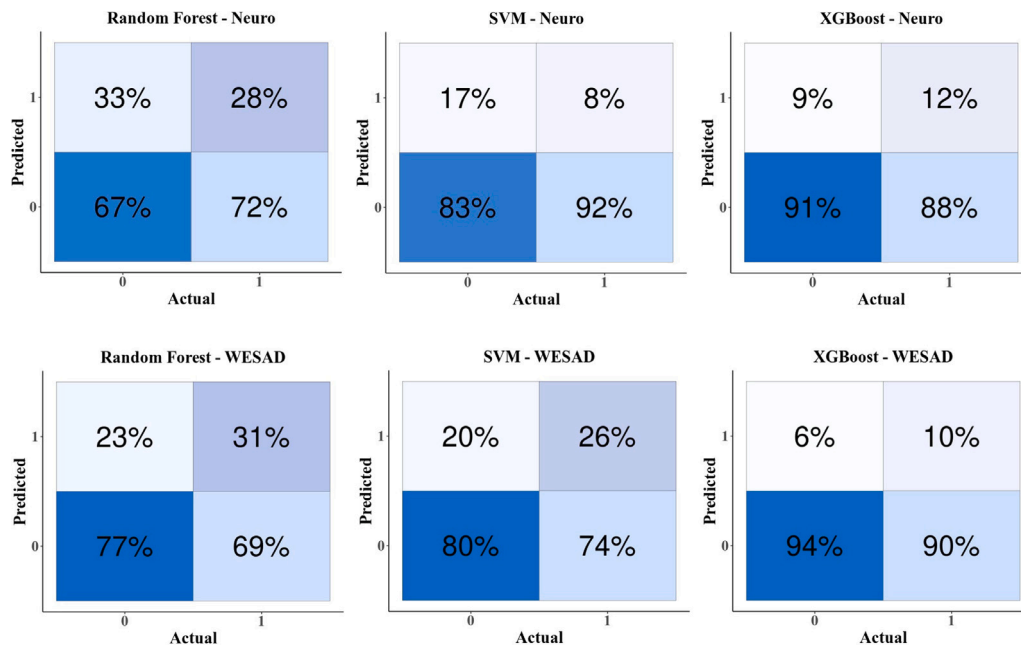 Random Forest - Neuro
SVM - Neuro
XGBoost - Neuro
Predicted
1
33%
28%
0
67%
72%
0
1
Actual
Predicted
1
17%
8%
0
83%
92%
0
1
Actual
Predicted
1
9%
12%
0
91%
88%
0
1
Actual
Random Forest - WESAD
SVM - WESAD
XGBoost - WESAD
Predicted
1
23%
31%
0
77%
69%
0
1
Actual
Predicted
1
20%
26%
0
80%
74%
0
1
Actual
Predicted
1
6%
10%
0
94%
90%
0
1
Actual